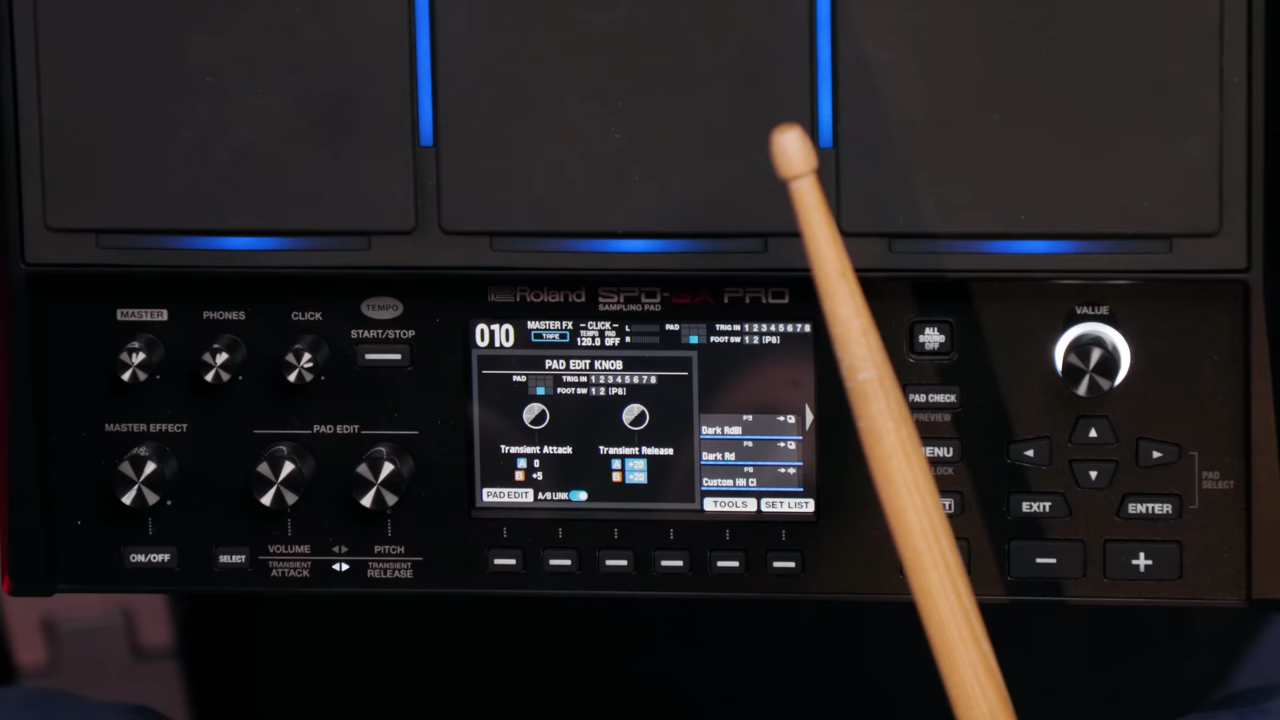 MASTER
PHONES
CLICK
TEMPO
START/STOP
MASTER EFFECT
PAD EDIT
ON/OFF
SELECT
VOLUME
PITCH
TRANSIENT ATTACK
TRANSIENT RELEASE
Roland SPD-SX PRO
SAMPLING PAD
010
MASTER FX
TAPE
– CLICK –
TEMPO PAD
120.0 OFF
L
R
PAD
TRIG IN 1 2 3 4 5 6 7 8
FOOT SW 1 2 [P8]
PAD EDIT KNOB
PAD
TRIG IN 1 2 3 4 5 6 7 8
FOOT SW 1 2 [P8]
Transient Attack
A 0
B +5
Transient Release
A +20
B +20
PAD EDIT
A/B LINK
Dark RdBl
Dark Rd
P9
Custom HH Cl
TOOLS
SET LIST
ALL SOUND OFF
PAD CHECK
PREVIEW
ENU
LOCK
VALUE
PAD SELECT
EXIT
ENTER
−
+